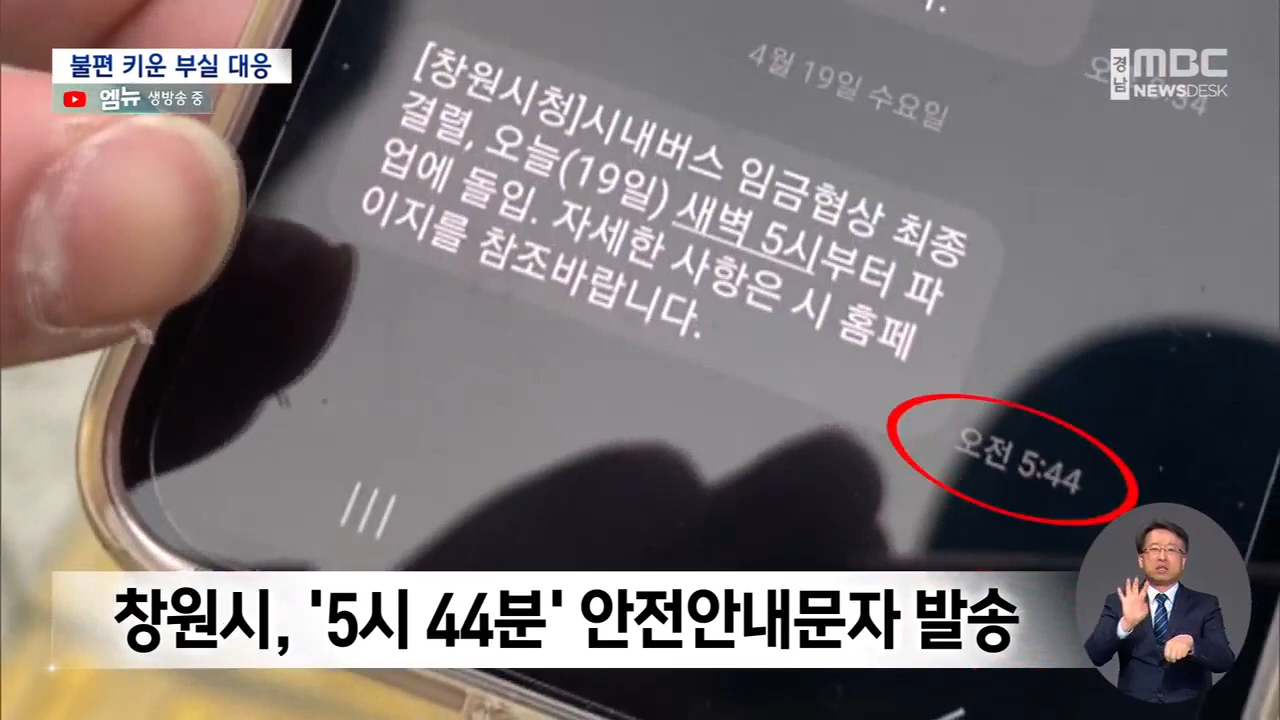 불편 키운 부실 대응
엠뉴 생방송 중
경남 MBC
NEWSDESK
4월 19일 수요일
[창원시청]시내버스 임금협상 최종
결렬, 오늘(19일) 새벽 5시부터 파
업에 돌입. 자세한 사항은 시 홈페
이지를 참조바랍니다.
오전 5:44
창원시, '5시 44분' 안전안내문자 발송